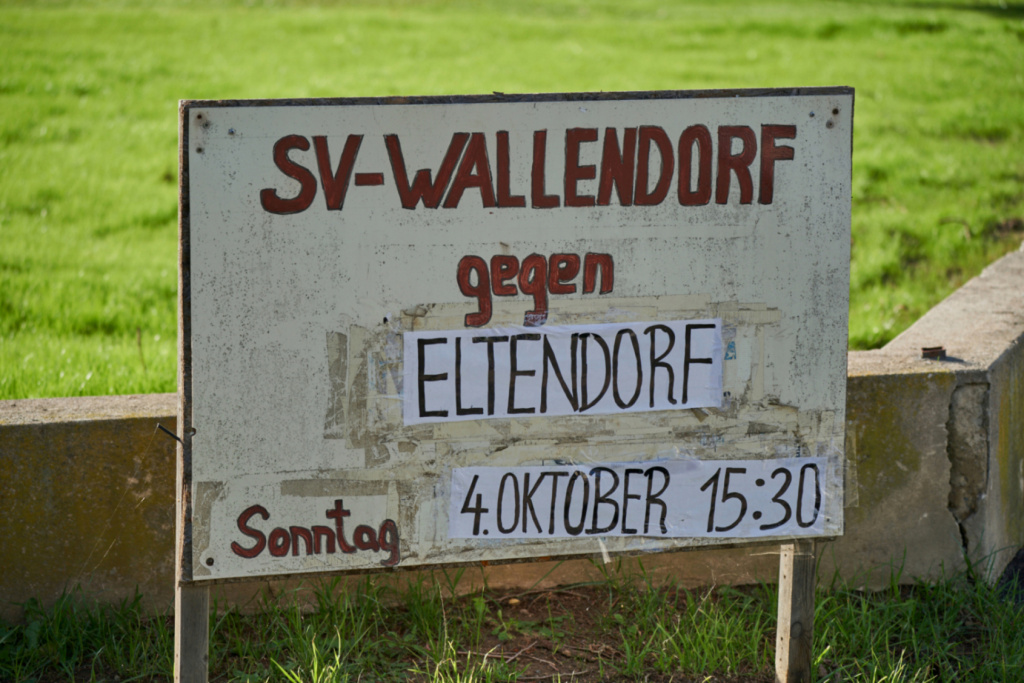 SV-WALLENDORF
gegen
ELTENDORF
Sonntag 4. OKTOBER 15:30